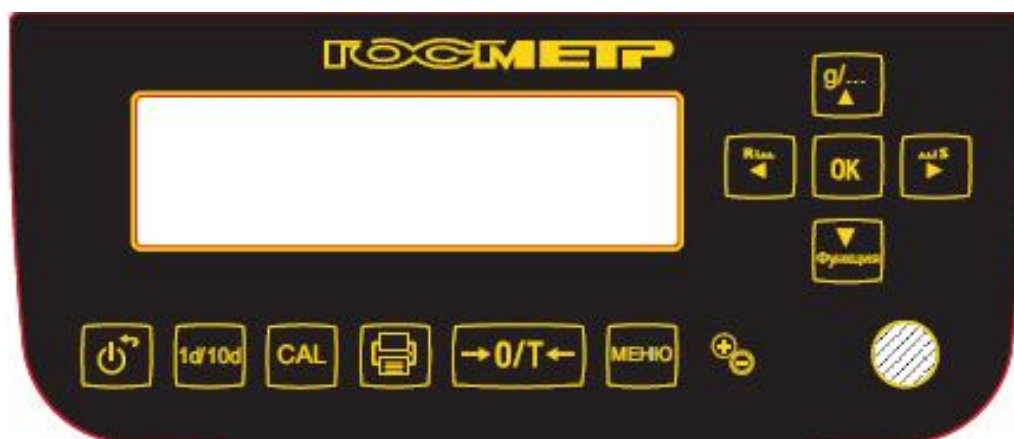 ГОСМЕТР
g/...
R
OK
S
Функция
1d/10d
CAL
→0/T←
МЕНЮ